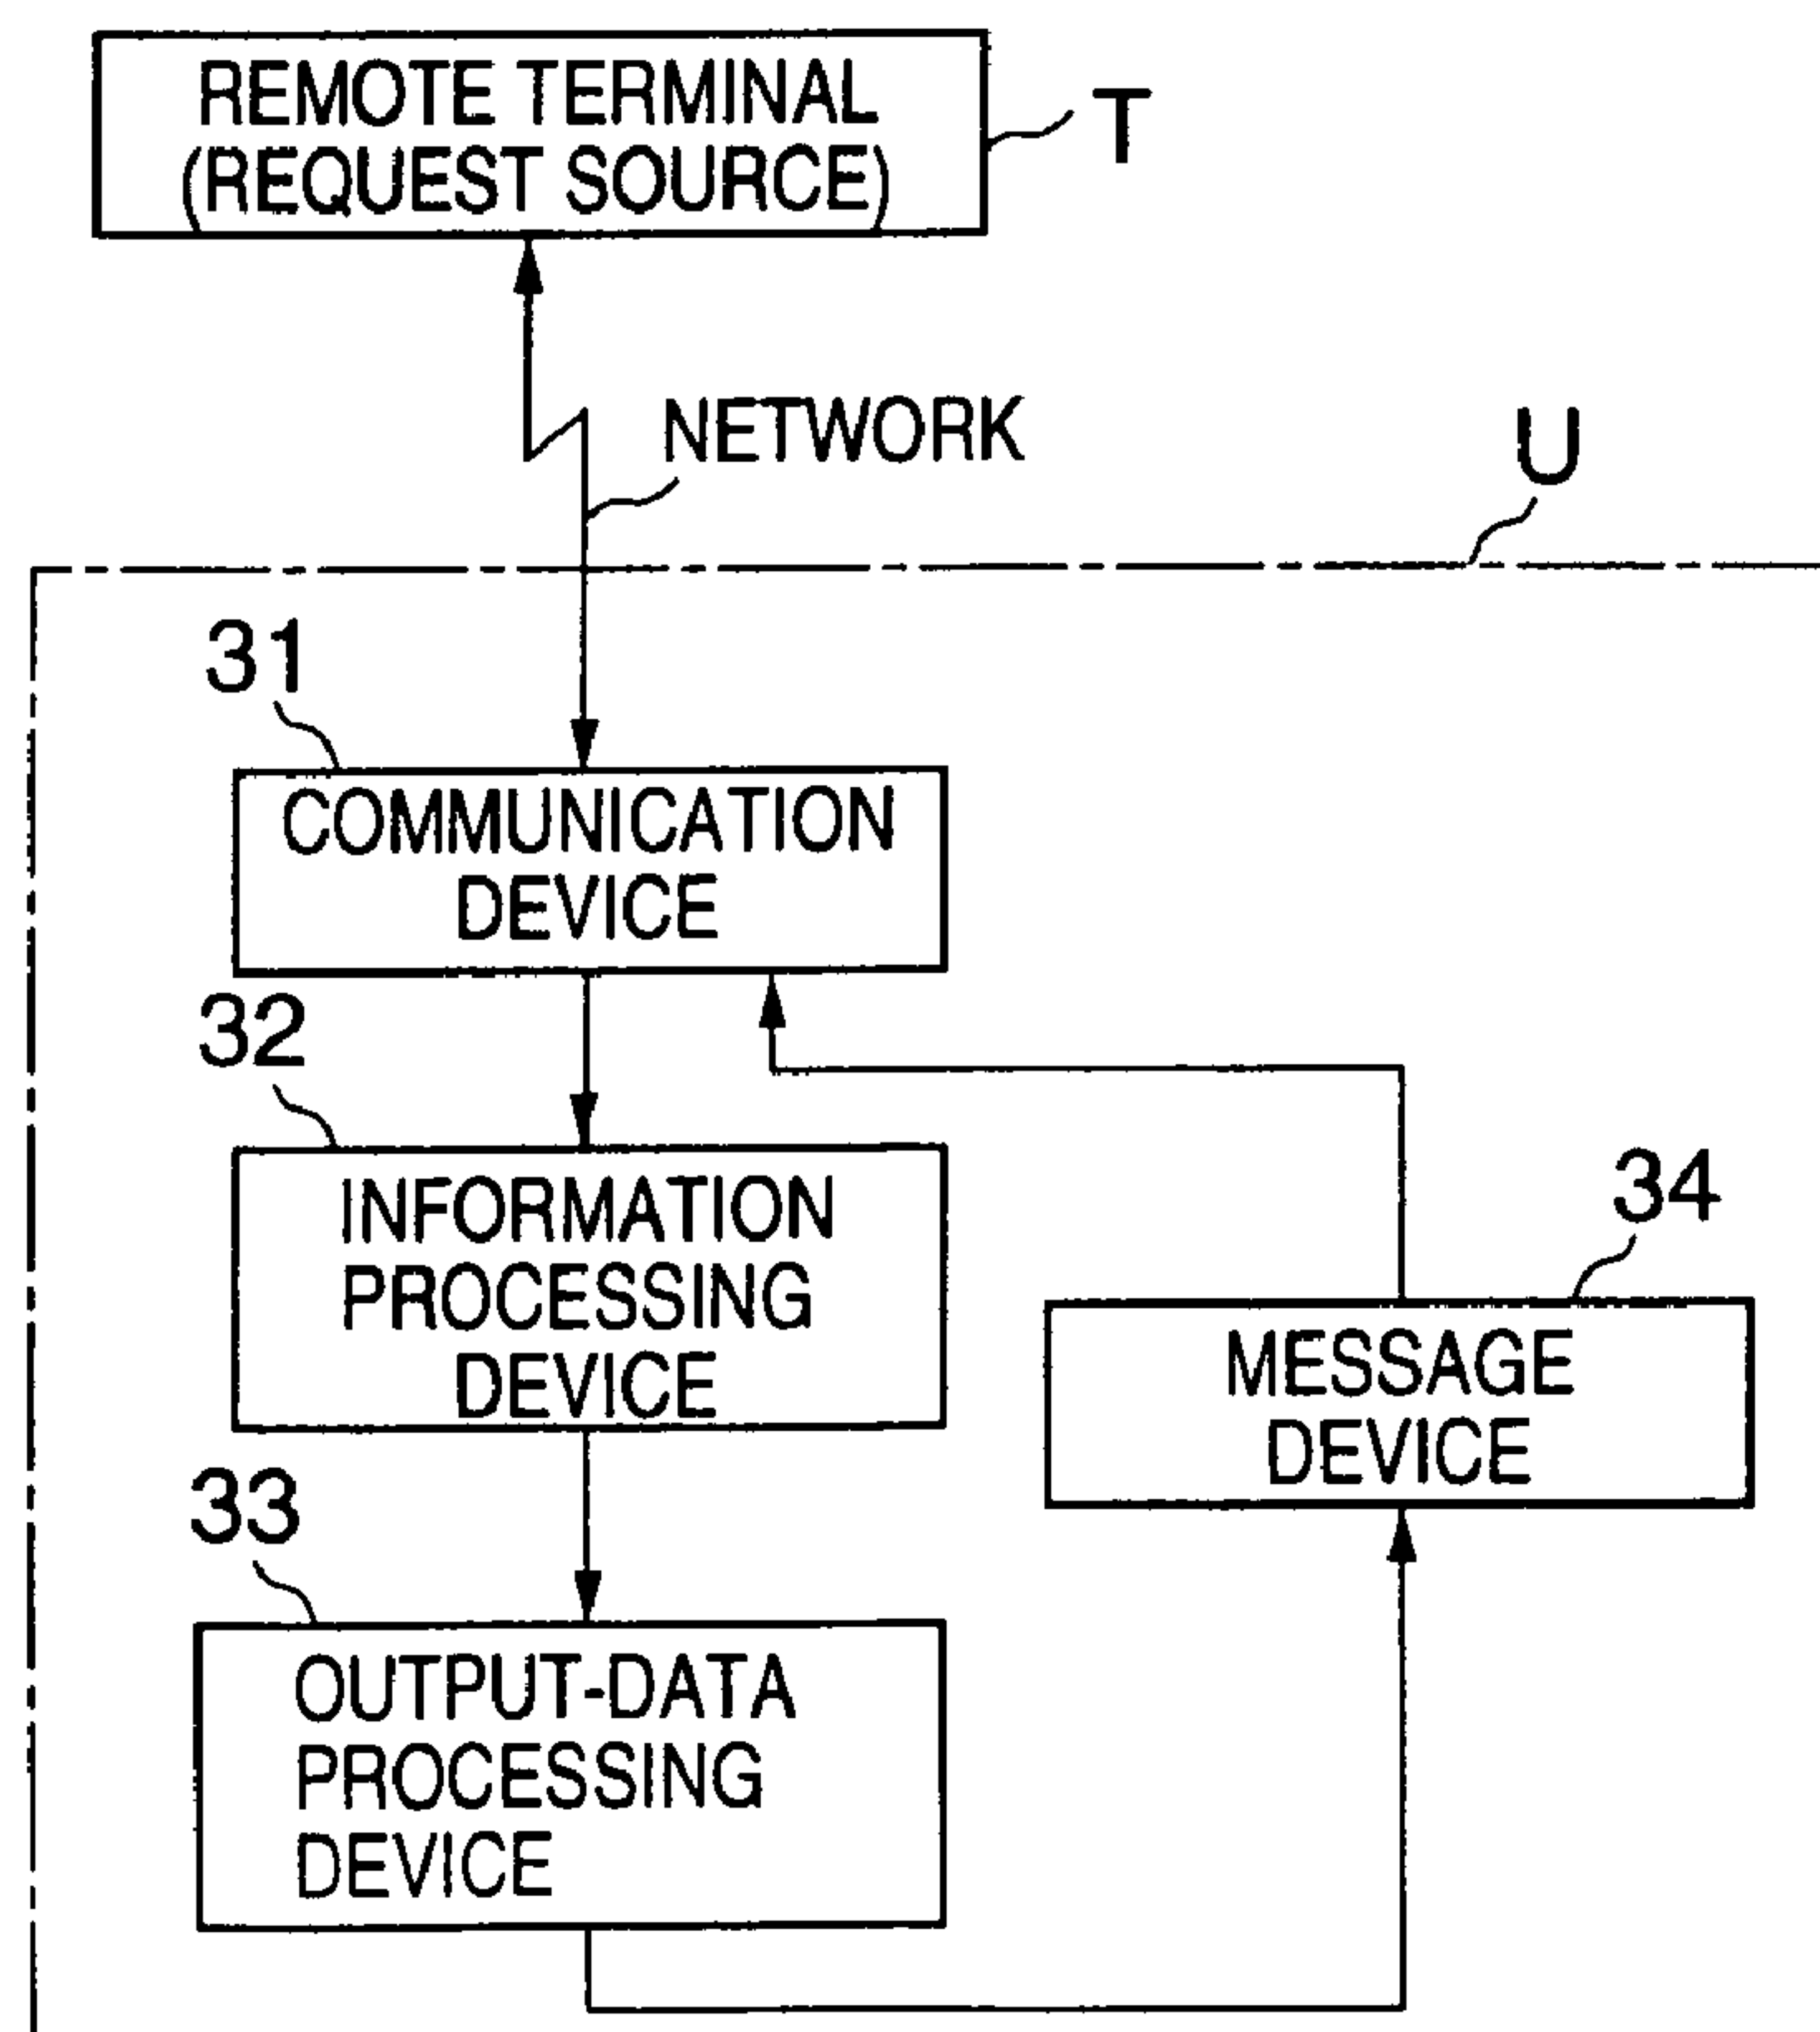 REMOTE TERMINAL
(REQUEST SOURCE)
T
NETWORK
U
31
COMMUNICATION
DEVICE
32
INFORMATION
PROCESSING
DEVICE
34
MESSAGE
DEVICE
33
OUTPUT-DATA
PROCESSING
DEVICE